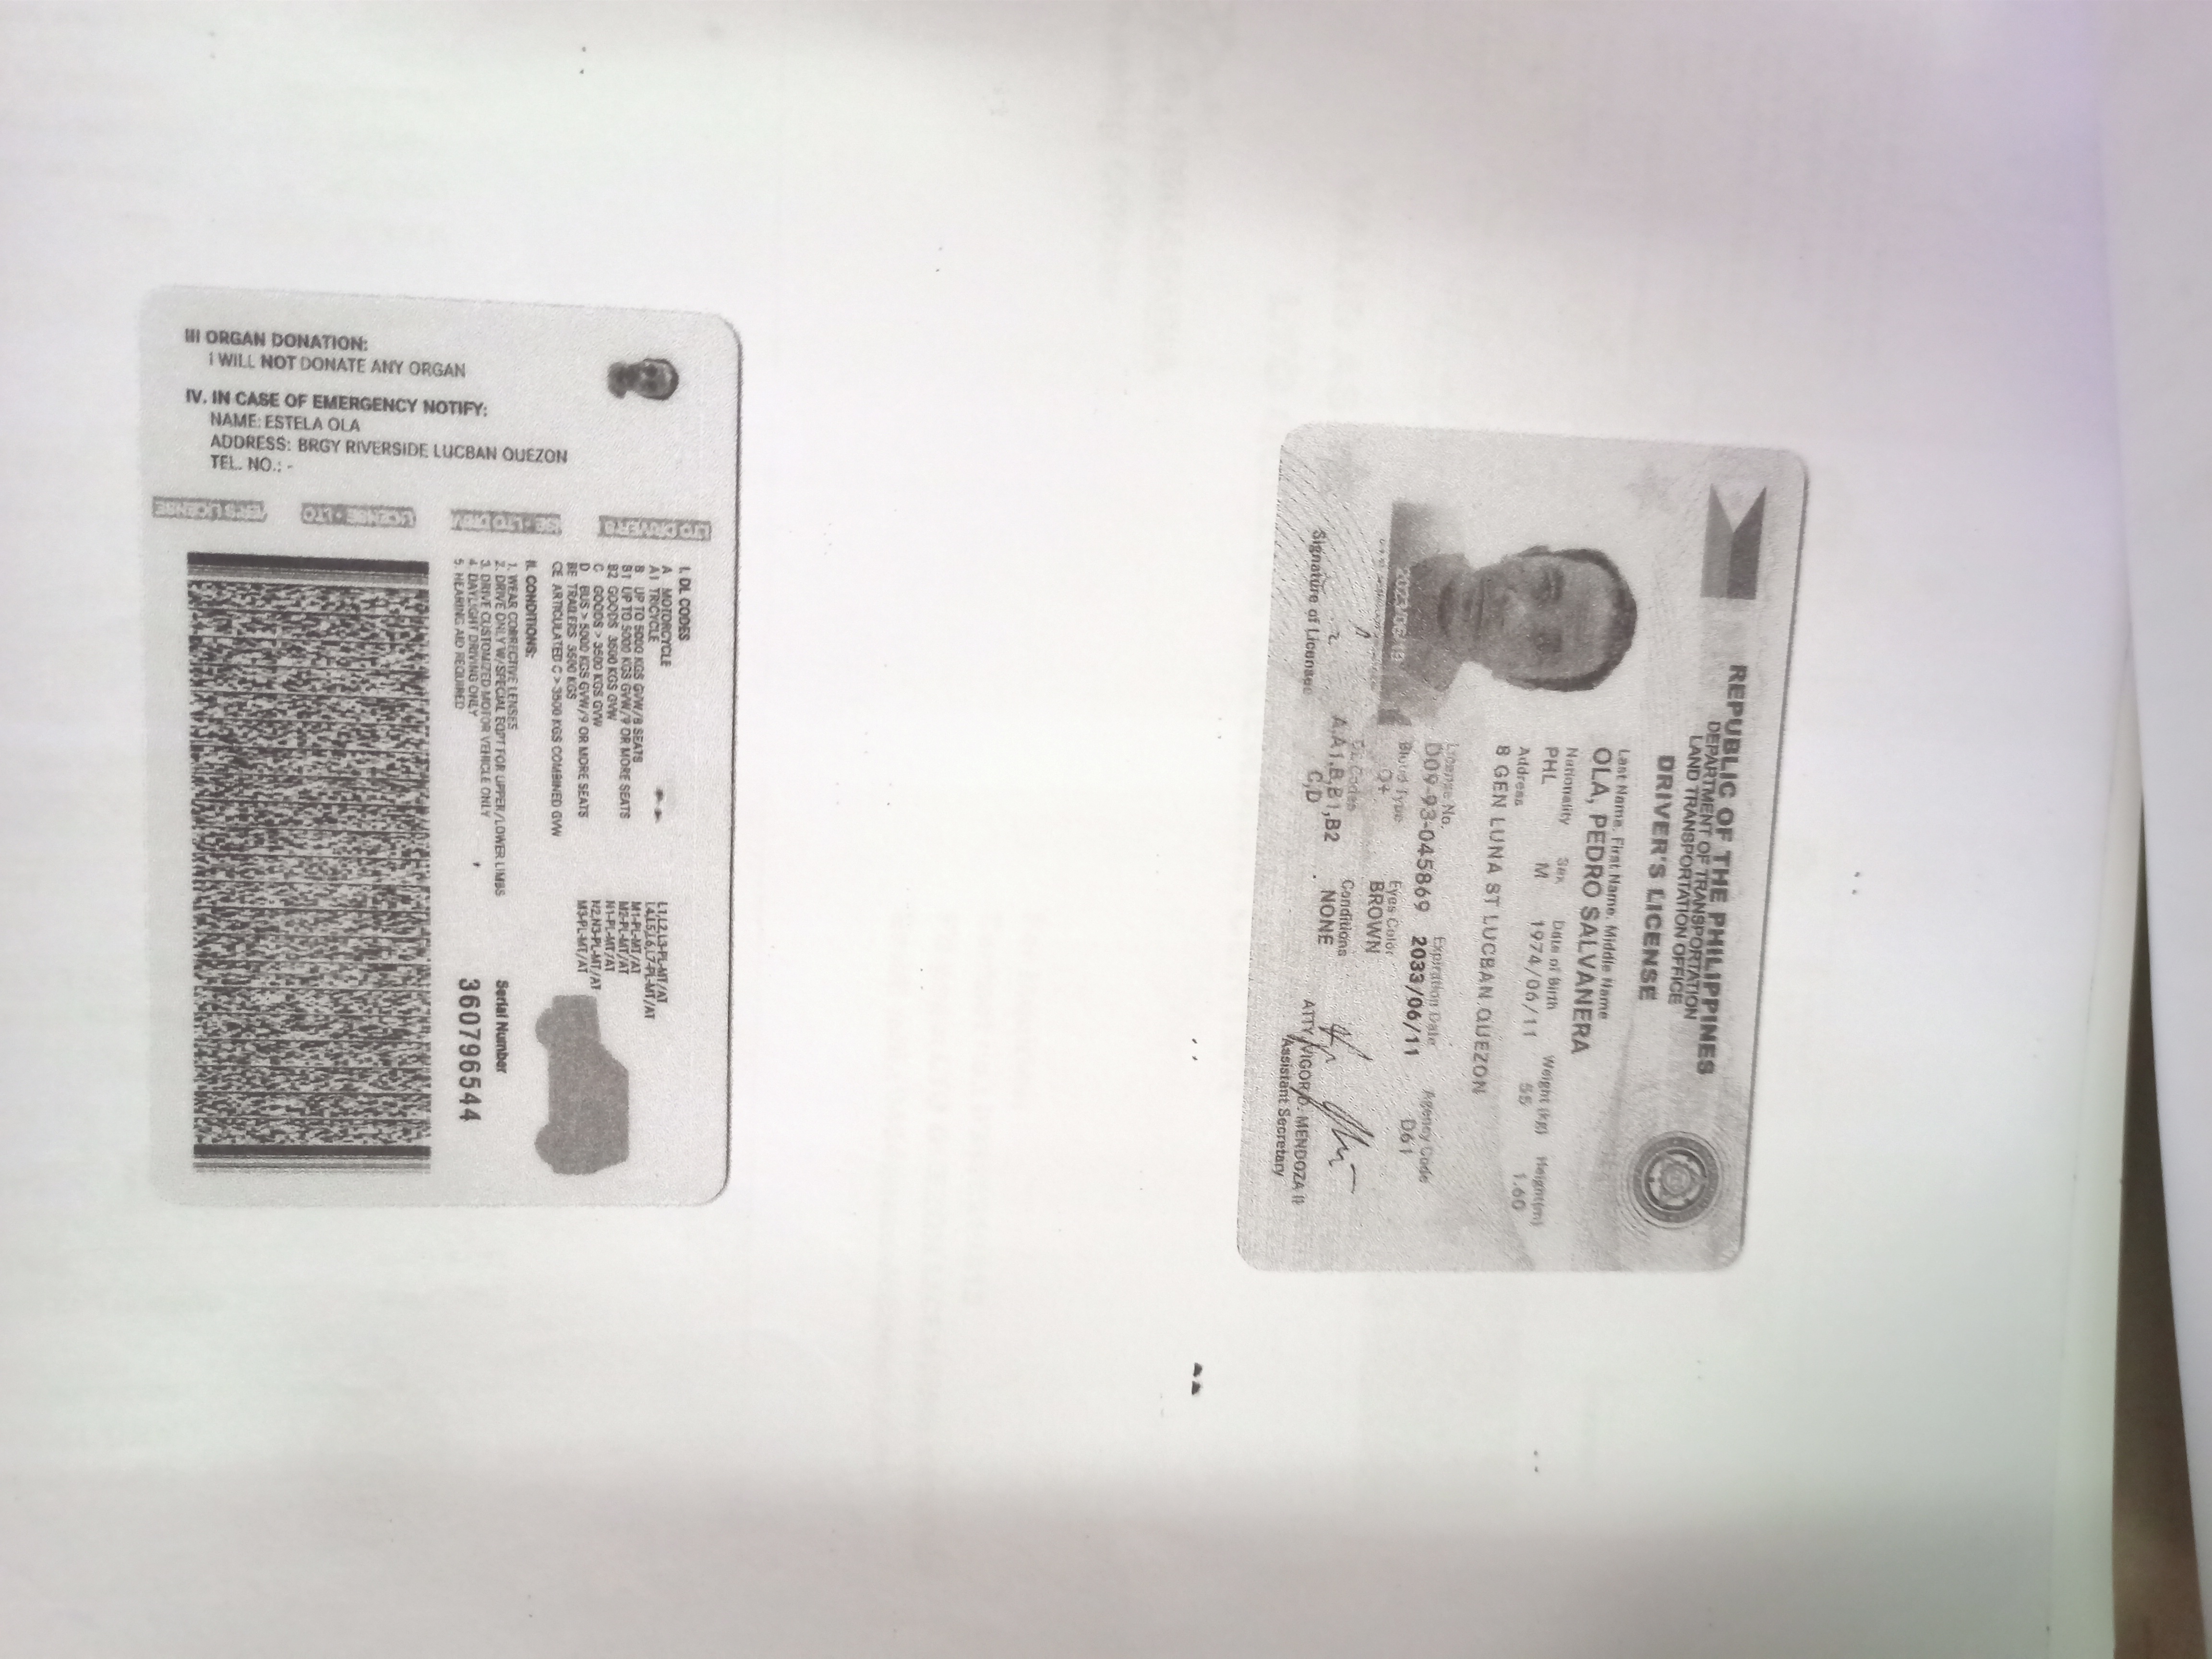 REPUBLIC OF THE PHILIPPINES
DEPARTMENT OF TRANSPORTATION
LAND TRANSPORTATION OFFICE
DRIVER'S LICENSE
Last Name, First Name, Middle Name
OLA, PEDRO SALVANERA
Nationality Sex Date of Birth Weight (kg) Height(m)
PHL M 1974/06/11 55 1.60
Address
8 GEN LUNA ST LUCBAN QUEZON
License No. Expiration Date Agency Code
D09-93-045869 2033/06/11 D61
Blood Type Eyes Color
O+ BROWN
DL Codes Conditions
A,A1,B,B1,B2 NONE
C,D
Signature of Licensee
ATTY. VIGOR D. MENDOZA II
Assistant Secretary
I. DL CODES
A MOTORCYCLE L1,L2,L3-PL-MT/AT
A1 TRICYCLE L4,L5,L6,L7-PL-MT/AT
B UP TO 5000 KGS GVW/8 SEATS M1-PL-MT/AT
B1 UP TO 5000 KGS GVW/9 OR MORE SEATS M2-PL-MT/AT
B2 GOODS 3500 KGS GVW N1-PL-MT/AT
C GOODS > 3500 KGS GVW N2,N3-PL-MT/AT
D BUS > 5000 KGS GVW/9 OR MORE SEATS M3-PL-MT/AT
BE TRAILERS 3500 KGS
CE ARTICULATED C > 3500 KGS COMBINED GVW
II. CONDITIONS:
1. WEAR CORRECTIVE LENSES
2. DRIVE ONLY W/SPECIAL EQPT FOR UPPER/LOWER LIMBS
3. DRIVE CUSTOMIZED MOTOR VEHICLE ONLY
4. DAYLIGHT DRIVING ONLY
5. HEARING AID REQUIRED
Serial Number
360796544
III ORGAN DONATION:
I WILL NOT DONATE ANY ORGAN
IV. IN CASE OF EMERGENCY NOTIFY:
NAME: ESTELA OLA
ADDRESS: BRGY RIVERSIDE LUCBAN QUEZON
TEL. NO.: -